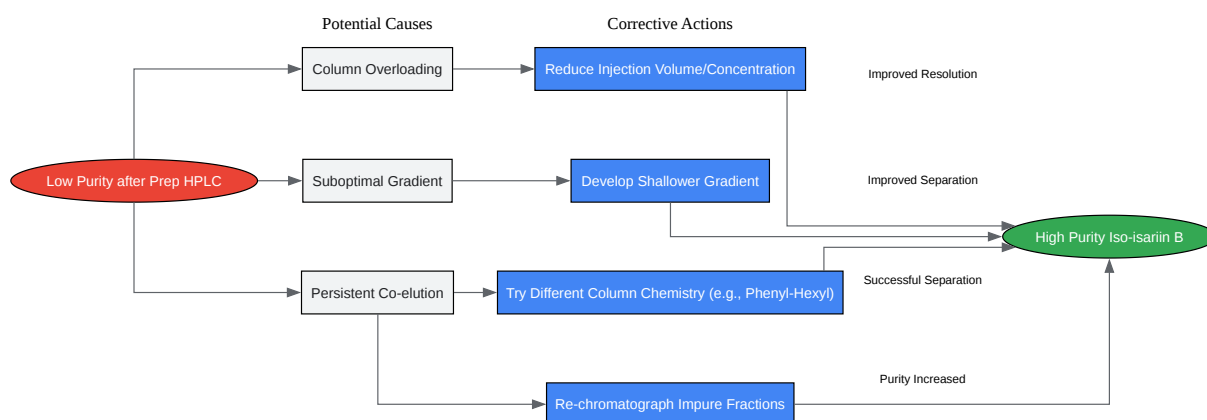 Potential Causes
Corrective Actions
Column Overloading
Reduce Injection Volume/Concentration
Improved Resolution
Low Purity after Prep HPLC
Suboptimal Gradient
Develop Shallower Gradient
Improved Separation
High Purity Iso-isariin B
Persistent Co-elution
Try Different Column Chemistry (e.g., Phenyl-Hexyl)
Successful Separation
Re-chromatograph Impure Fractions
Purity Increased